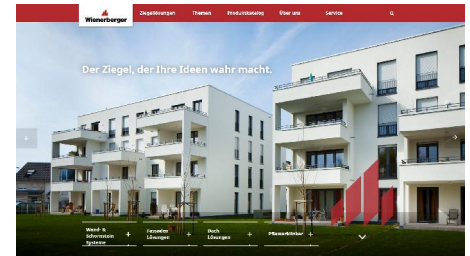 Wienerberger
Ziegellösungen Themen Produktkatalog Über uns Service
Der Ziegel, der Ihre Ideen wahr macht.
Wand- &
Schornstein
Systeme
Fassaden
Lösungen
Dach
Lösungen
Pflasterklinker